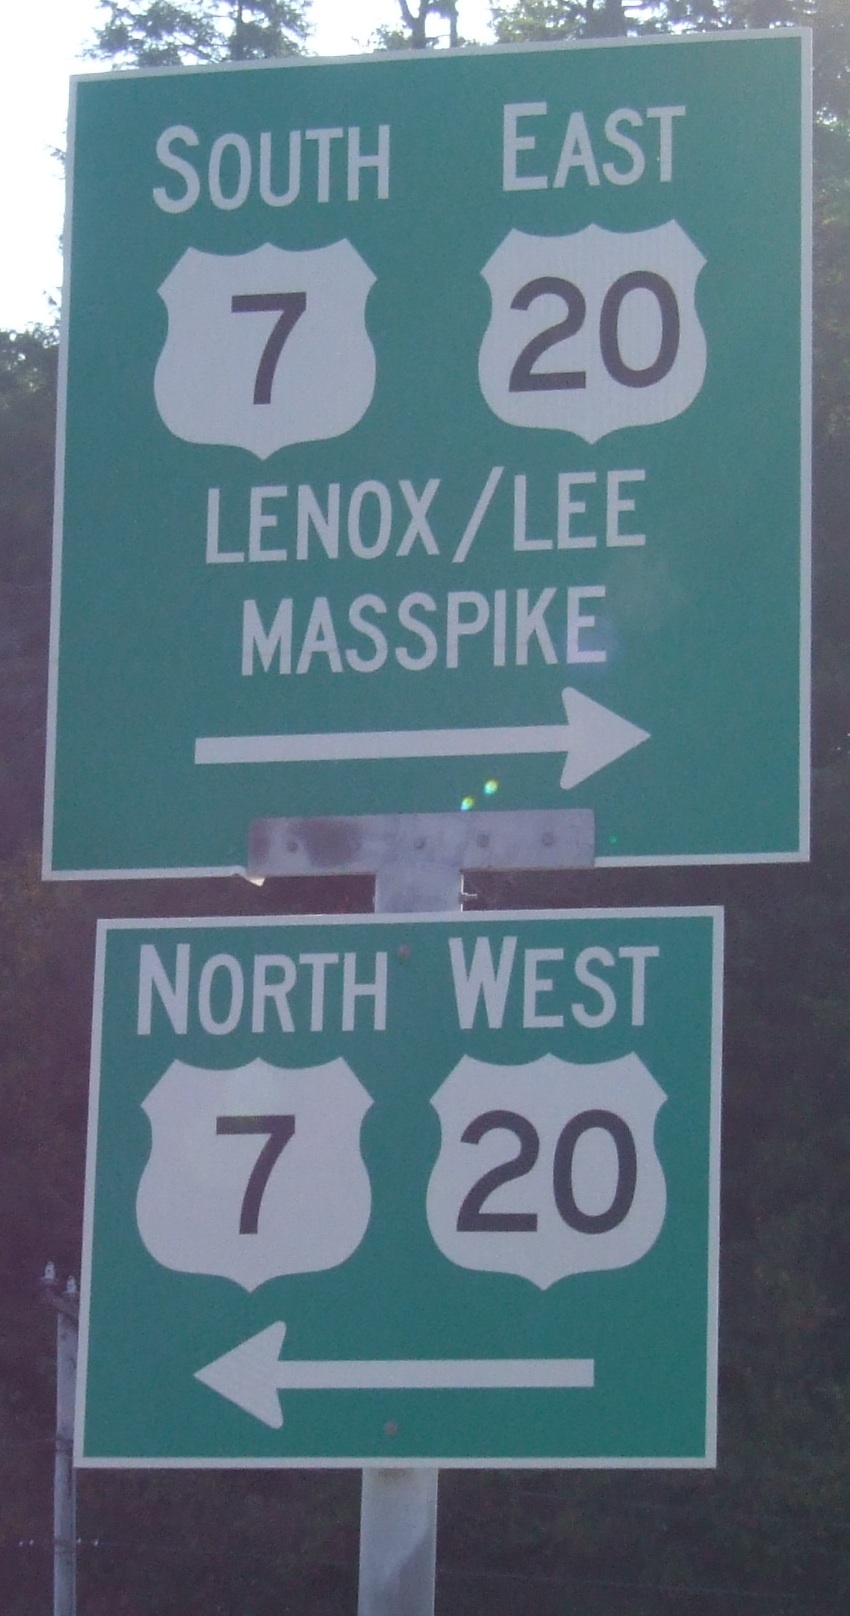 SOUTH EAST
7 20
LENOX/LEE
MASSPIKE
NORTH WEST
7 20